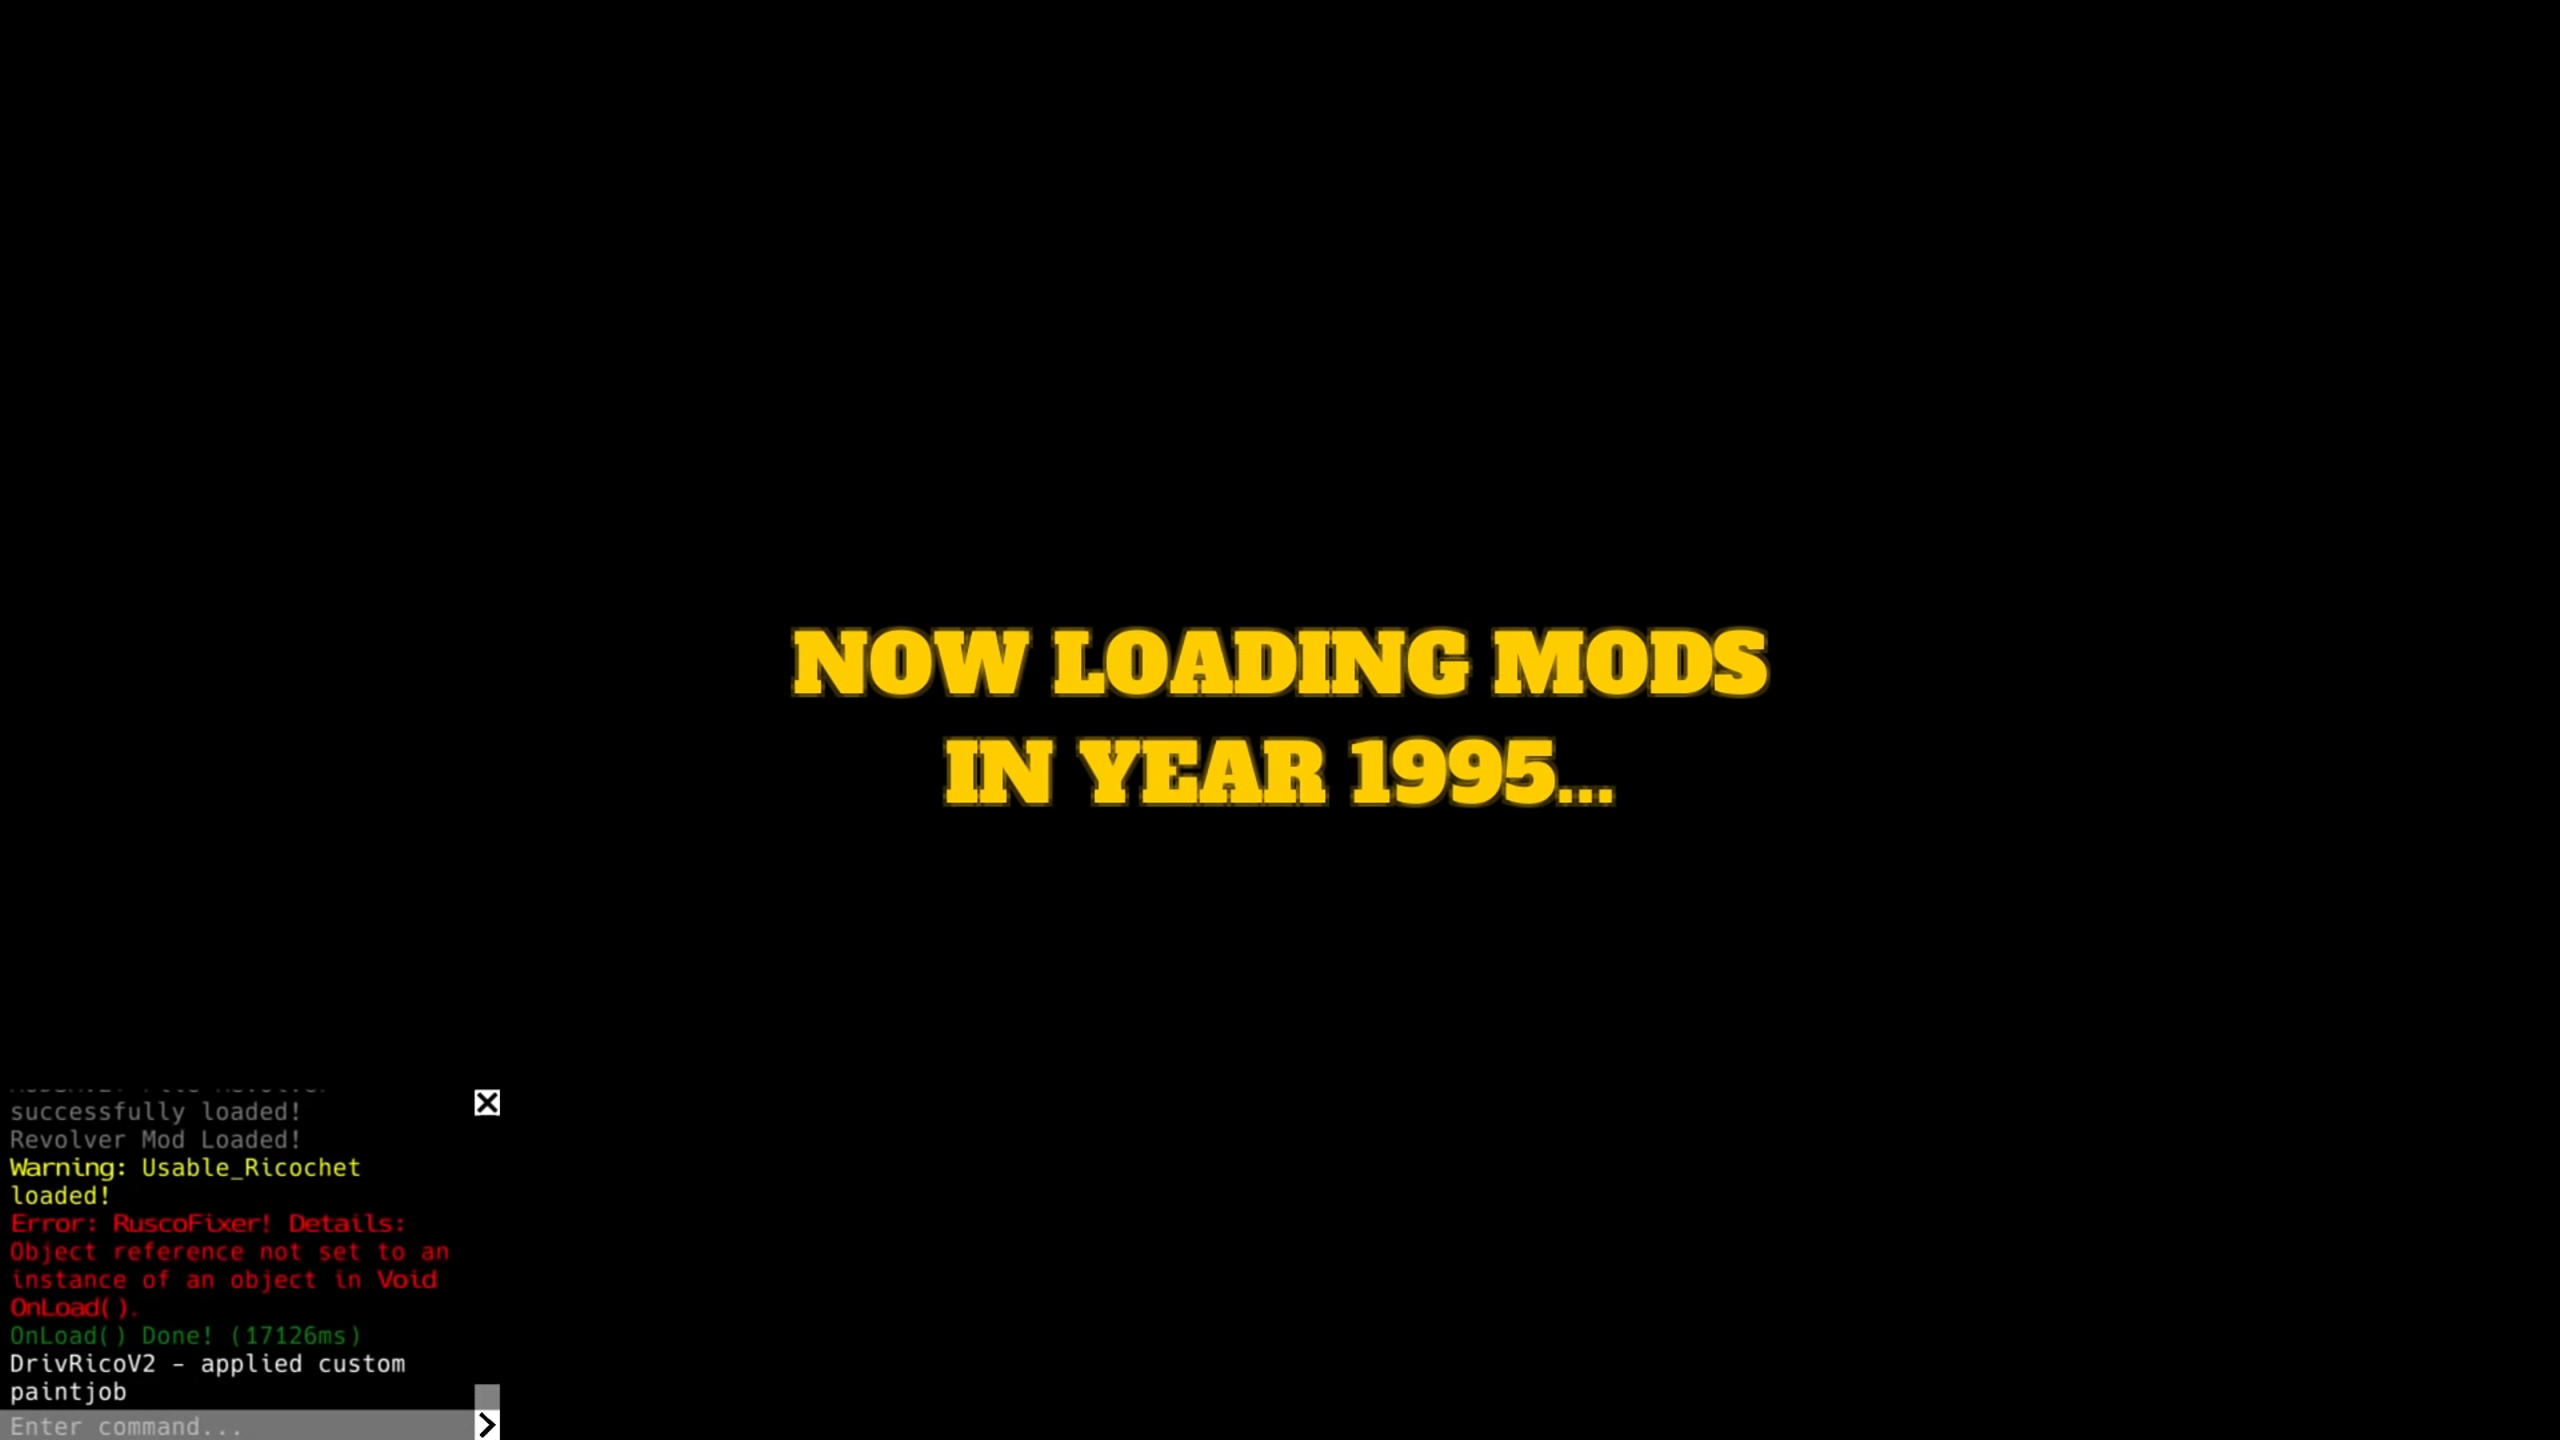 NOW LOADING MODS
IN YEAR 1995...
successfully loaded!
Revolver Mod Loaded!
Warning: Usable_Ricochet
loaded!
Error: RuscoFixer! Details:
Object reference not set to an
instance of an object in Void
OnLoad().
OnLoad() Done! (17126ms)
DrivRicoV2 - applied custom
paintjob
Enter command...